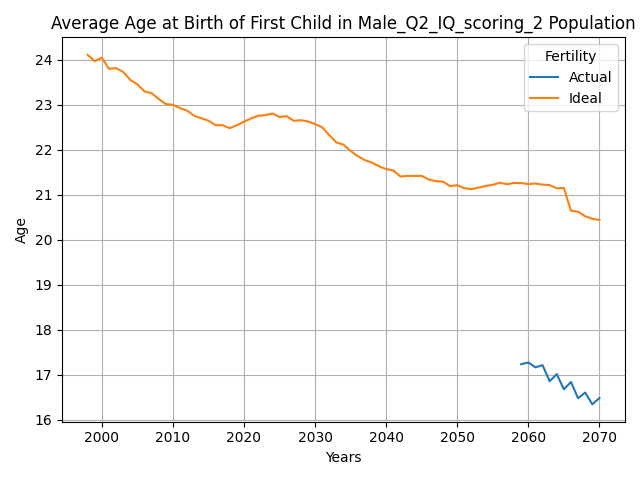 Average Age at Birth of First Child in Male_Q2_IQ_scoring_2 Population
Fertility
Actual
Ideal
24
23
22
21
20
19
18
17
16
Age
2000 2010 2020 2030 2040 2050 2060 2070
Years